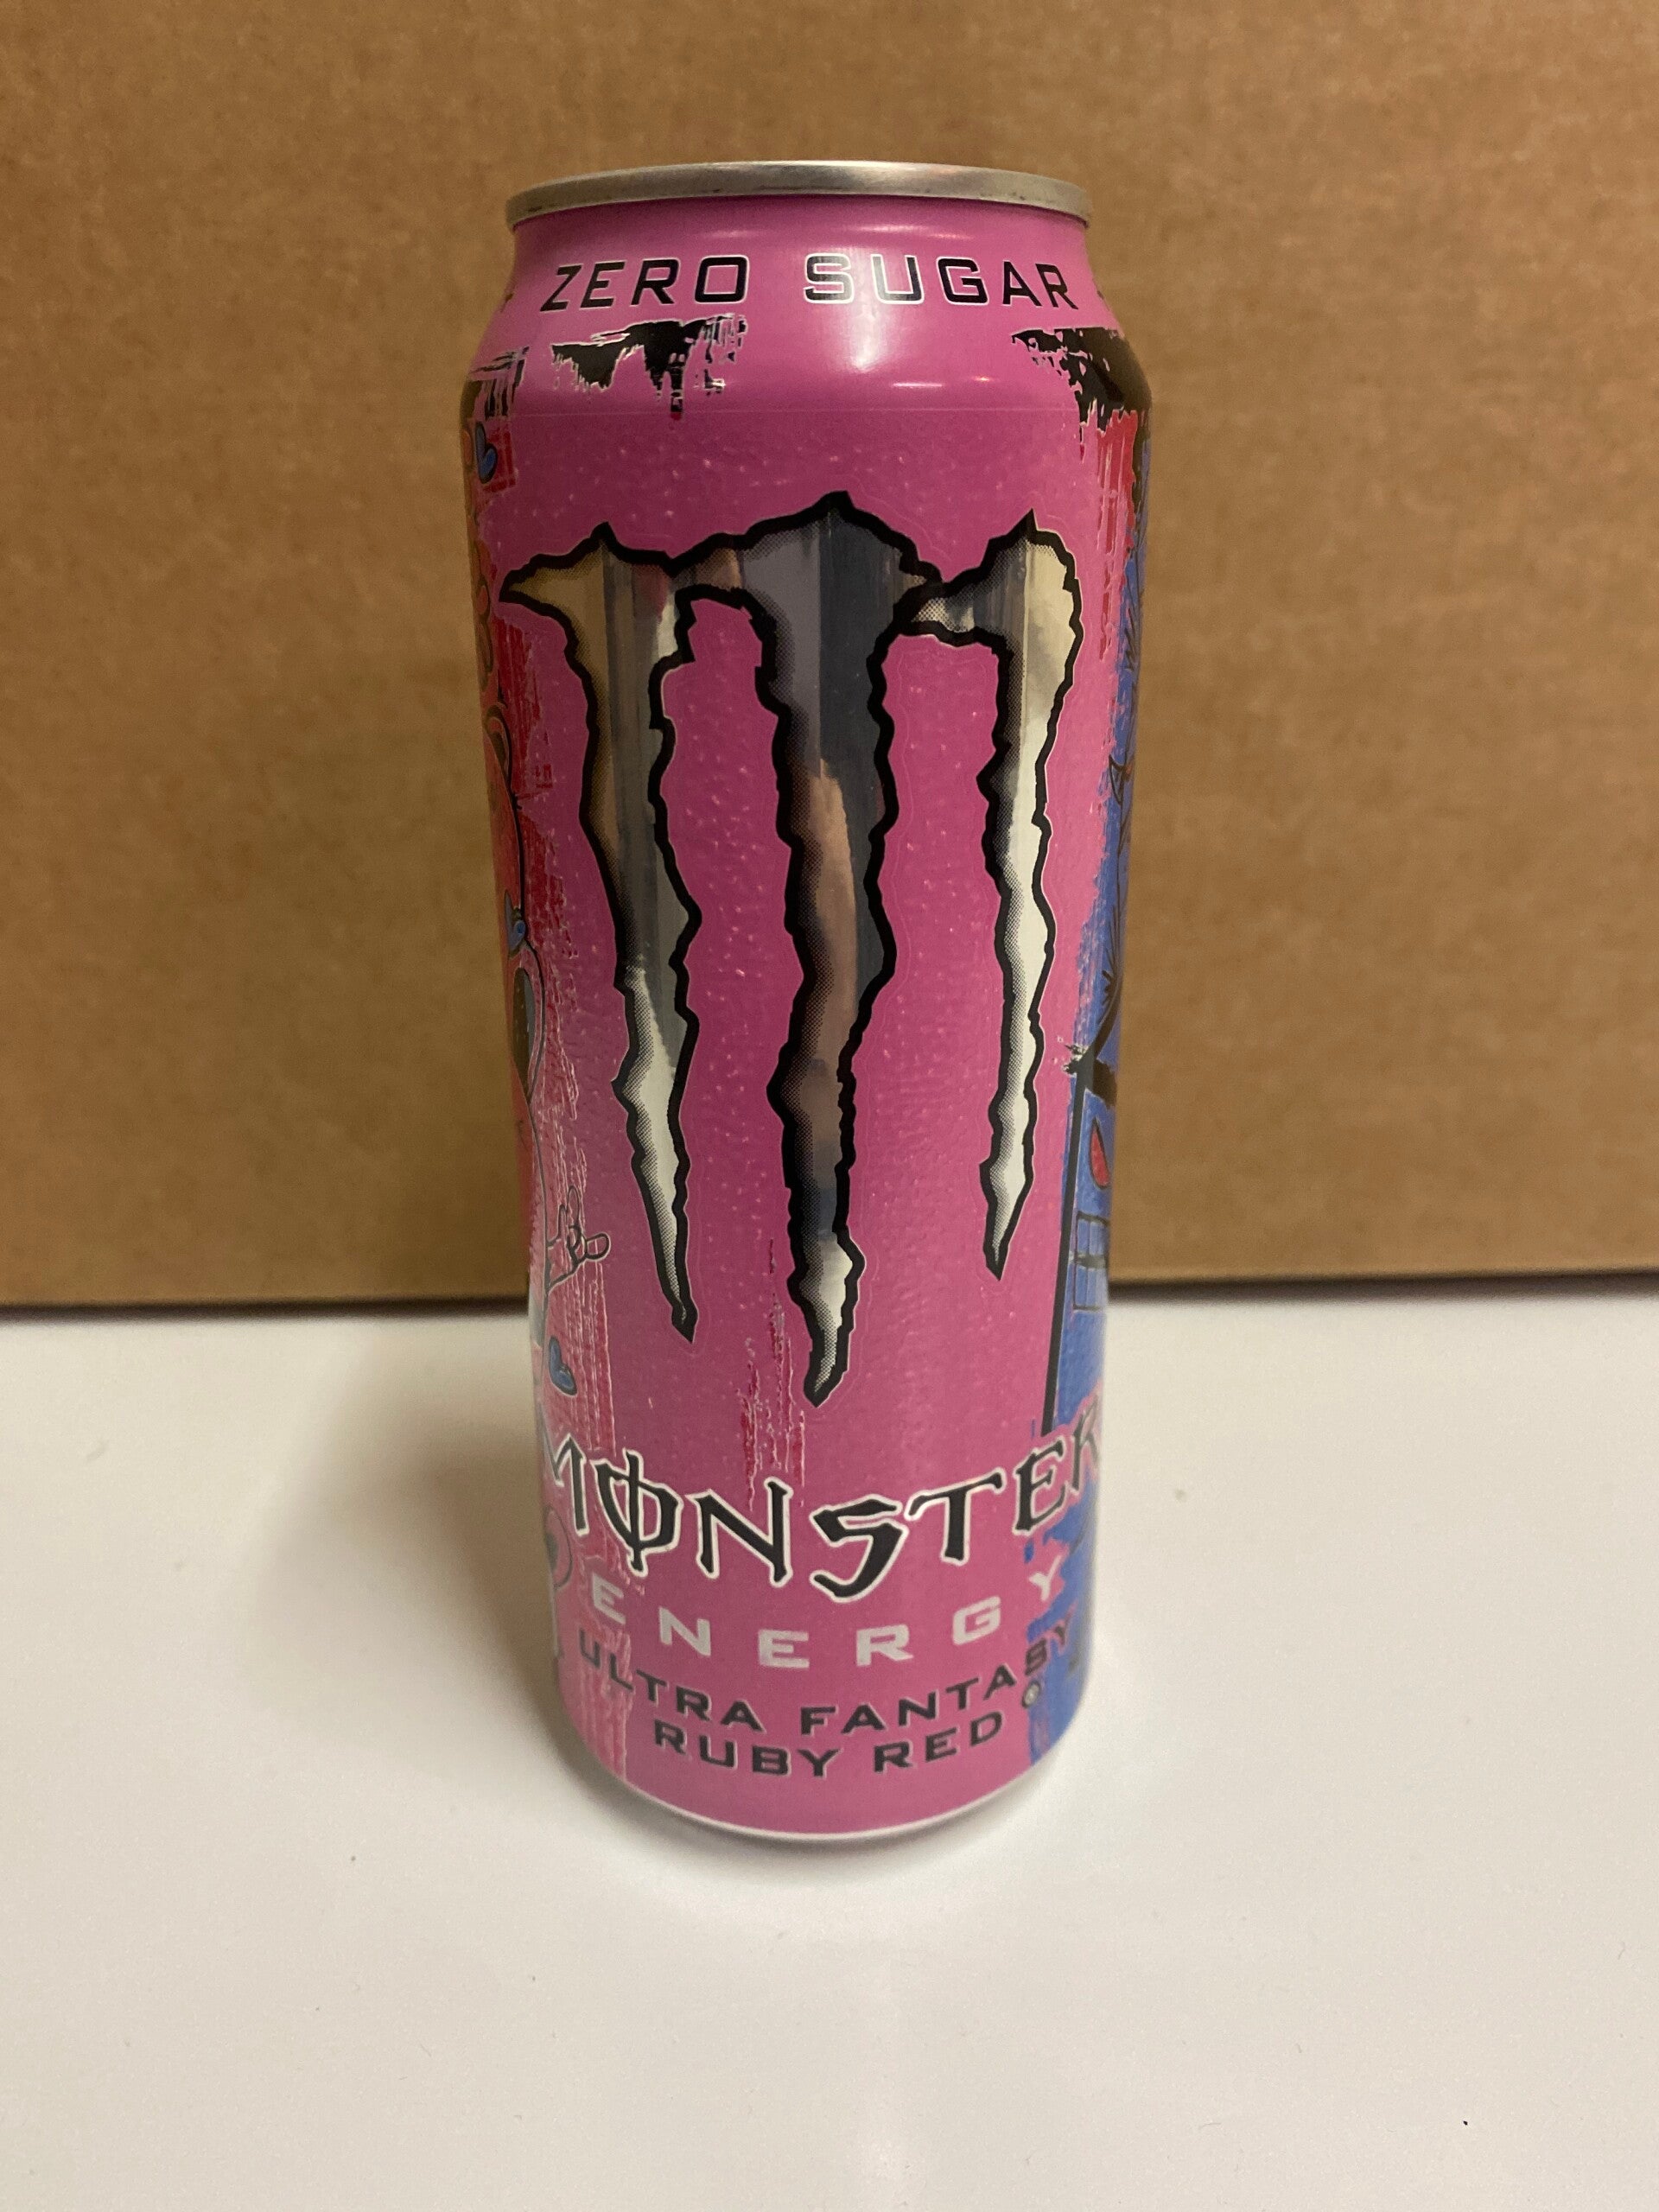 ZERO SUGAR
MONSTER
ENERGY
ULTRA FANTASY
RUBY RED